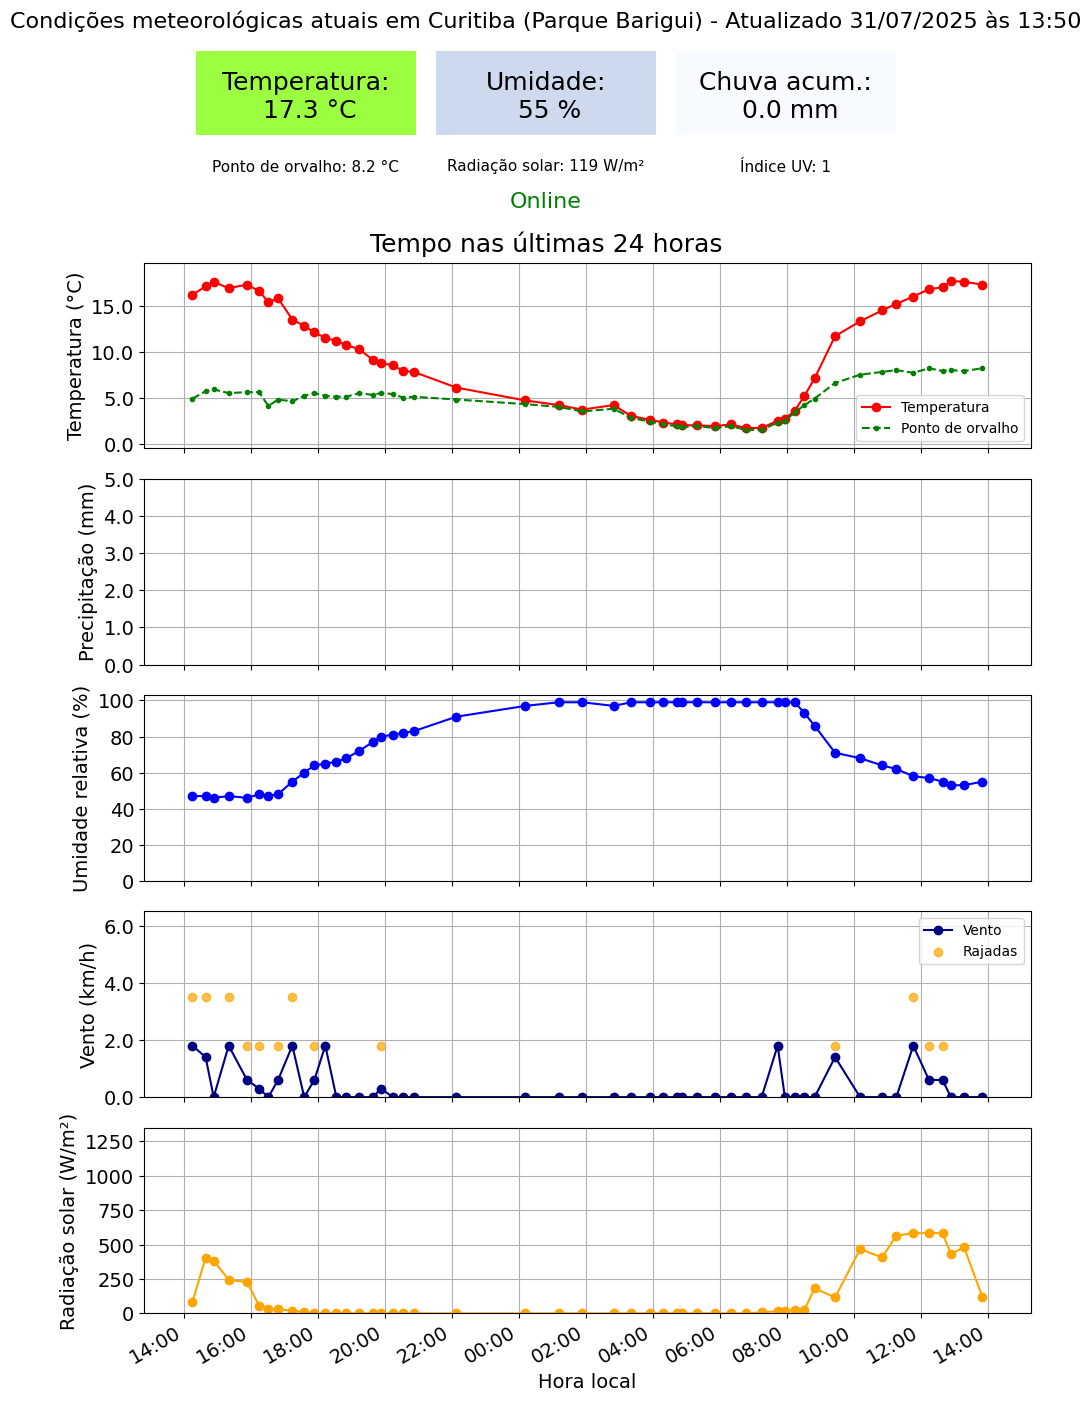 Condições meteorológicas atuais em Curitiba (Parque Barigui) - Atualizado 31/07/2025 às 13:50
Temperatura:
17.3 °C
Umidade:
55 %
Chuva acum.:
0.0 mm
Ponto de orvalho: 8.2 °C
Radiação solar: 119 W/m²
Índice UV: 1
Online
Tempo nas últimas 24 horas
Temperatura (°C)
15.0
10.0
5.0
0.0
Temperatura
Ponto de orvalho
Precipitação (mm)
5.0
4.0
3.0
2.0
1.0
0.0
Umidade relativa (%)
100
80
60
40
20
0
Vento (km/h)
6.0
4.0
2.0
0.0
Vento
Rajadas
Radiação solar (W/m²)
1250
1000
750
500
250
0
14:00
16:00
18:00
20:00
22:00
00:00
02:00
04:00
06:00
08:00
10:00
12:00
14:00
Hora local